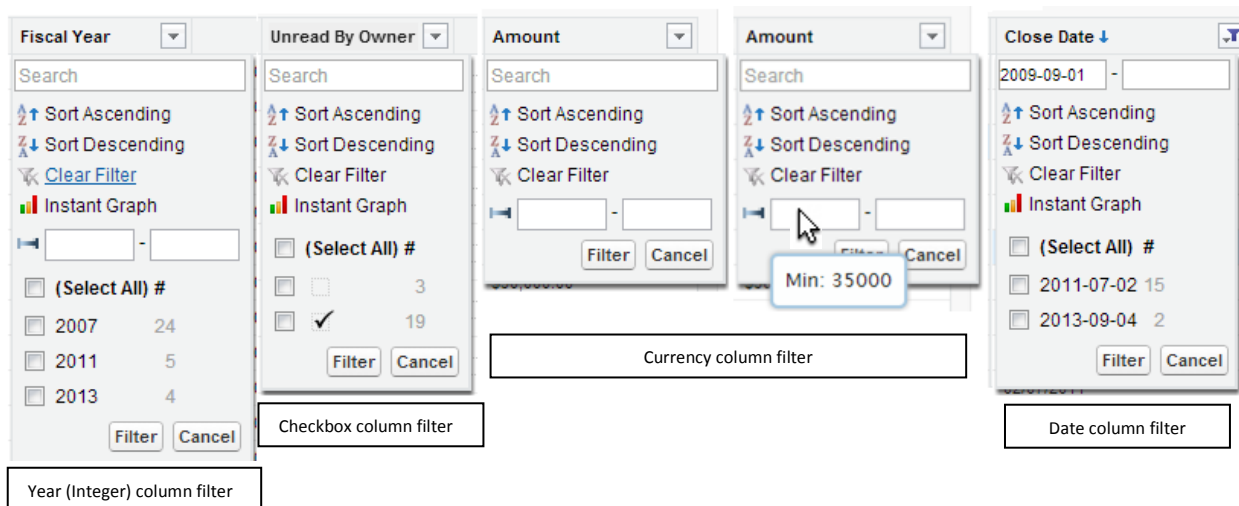 Fiscal Year
Search
Sort Ascending
Sort Descending
Clear Filter
Instant Graph
-
(Select All) #
2007 24
2011 5
2013 4
Filter Cancel
Year (Integer) column filter
Unread By Owner
Search
Sort Ascending
Sort Descending
Clear Filter
Instant Graph
(Select All) #
3
19
Filter Cancel
Checkbox column filter
Amount
Search
Sort Ascending
Sort Descending
Clear Filter
-
Filter Cancel
Amount
Search
Sort Ascending
Sort Descending
Clear Filter
-
Filter Cancel
Min: 35000
Currency column filter
Close Date
2009-09-01 -
Sort Ascending
Sort Descending
Clear Filter
Instant Graph
(Select All) #
2011-07-02 15
2013-09-04 2
Filter Cancel
Date column filter